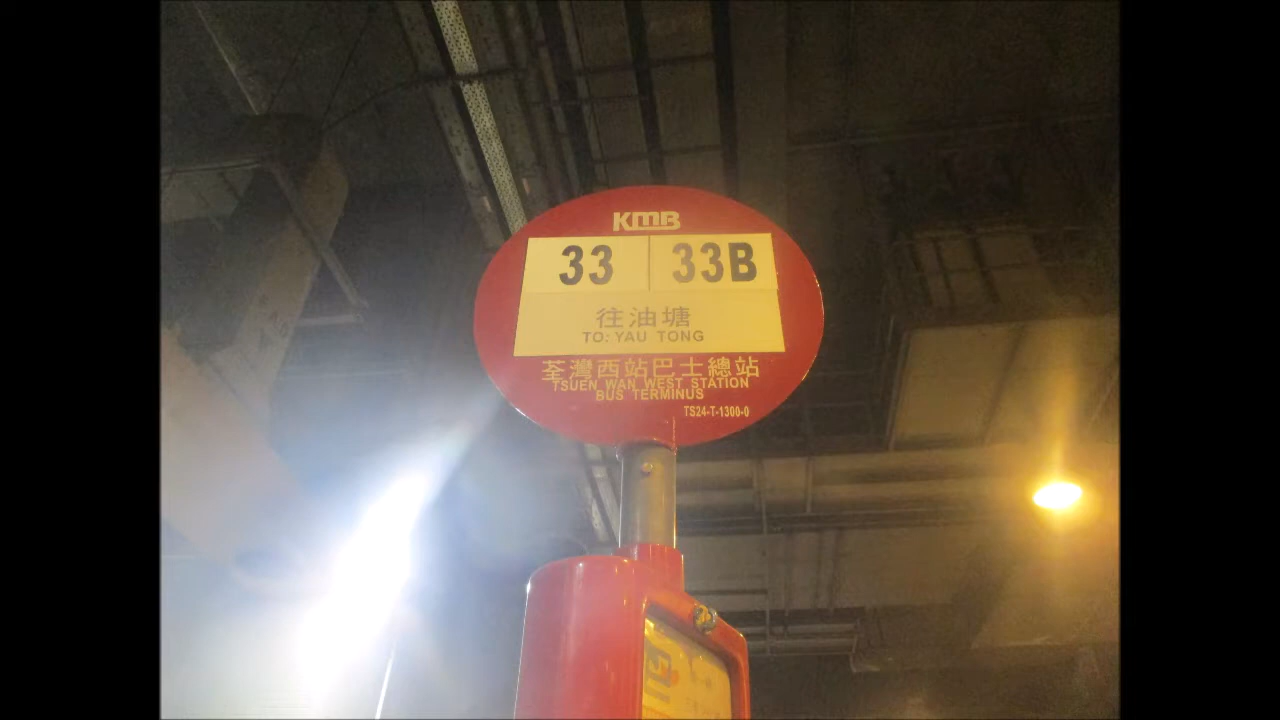 KMB
33 33B
往油塘
TO: YAU TONG
荃灣西站巴士總站
TSUEN WAN WEST STATION
BUS TERMINUS
TS24-T-1300-0